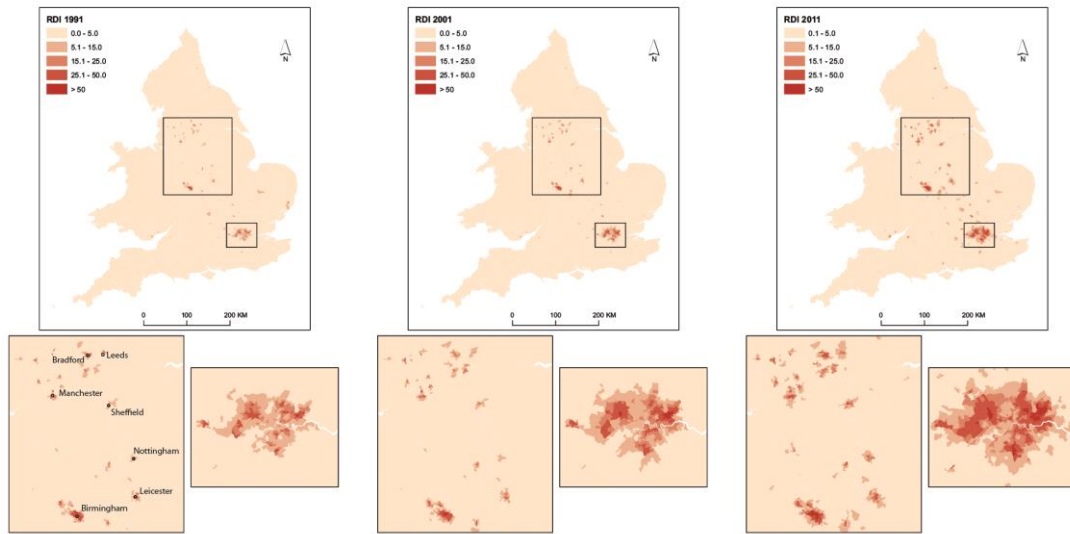 RDI 1991
0.0 - 5.0
5.1 - 15.0
15.1 - 25.0
25.1 - 50.0
> 50
N
0 100 200 KM
RDI 2001
0.0 - 5.0
5.1 - 15.0
15.1 - 25.0
25.1 - 50.0
> 50
N
0 100 200 KM
RDI 2011
0.1 - 5.0
5.1 - 15.0
15.1 - 25.0
25.1 - 50.0
> 50
N
0 100 200 KM
Bradford
Leeds
Manchester
Sheffield
Nottingham
Leicester
Birmingham